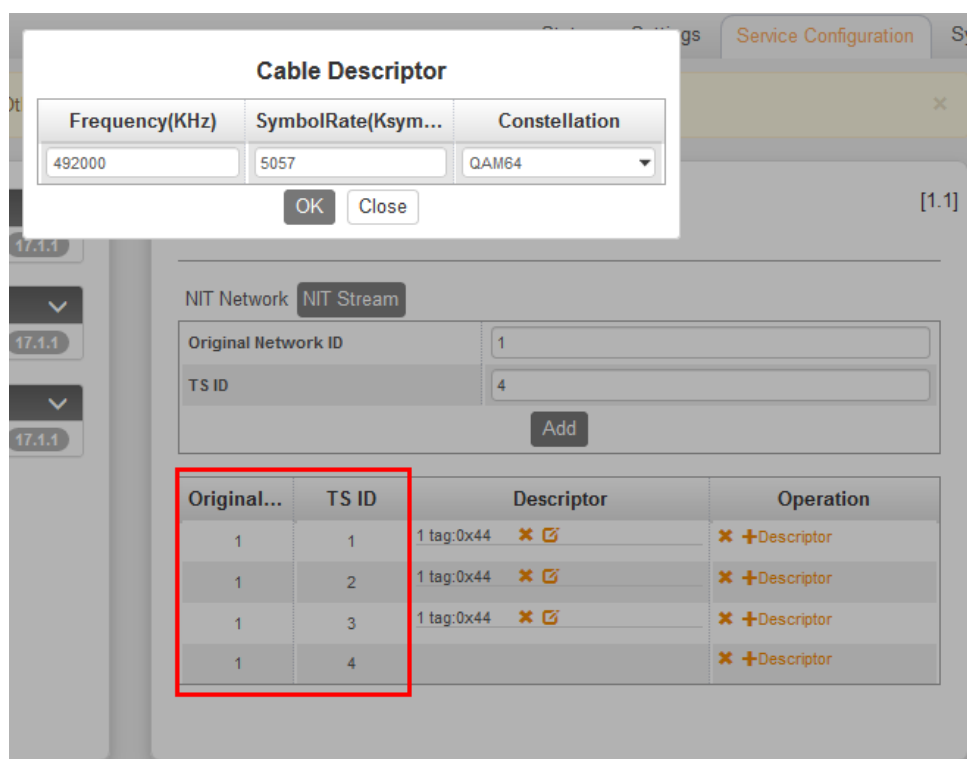 Settings Service Configuration
Cable Descriptor
Frequency(KHz) SymbolRate(Ksym... Constellation
492000 5057 QAM64
OK Close
[1.1]
17.1.1
17.1.1
17.1.1
NIT Network NIT Stream
Original Network ID 1
TS ID 4
Add
Original... TS ID Descriptor Operation
1 1 1 tag:0x44 +Descriptor
1 2 1 tag:0x44 +Descriptor
1 3 1 tag:0x44 +Descriptor
1 4 +Descriptor